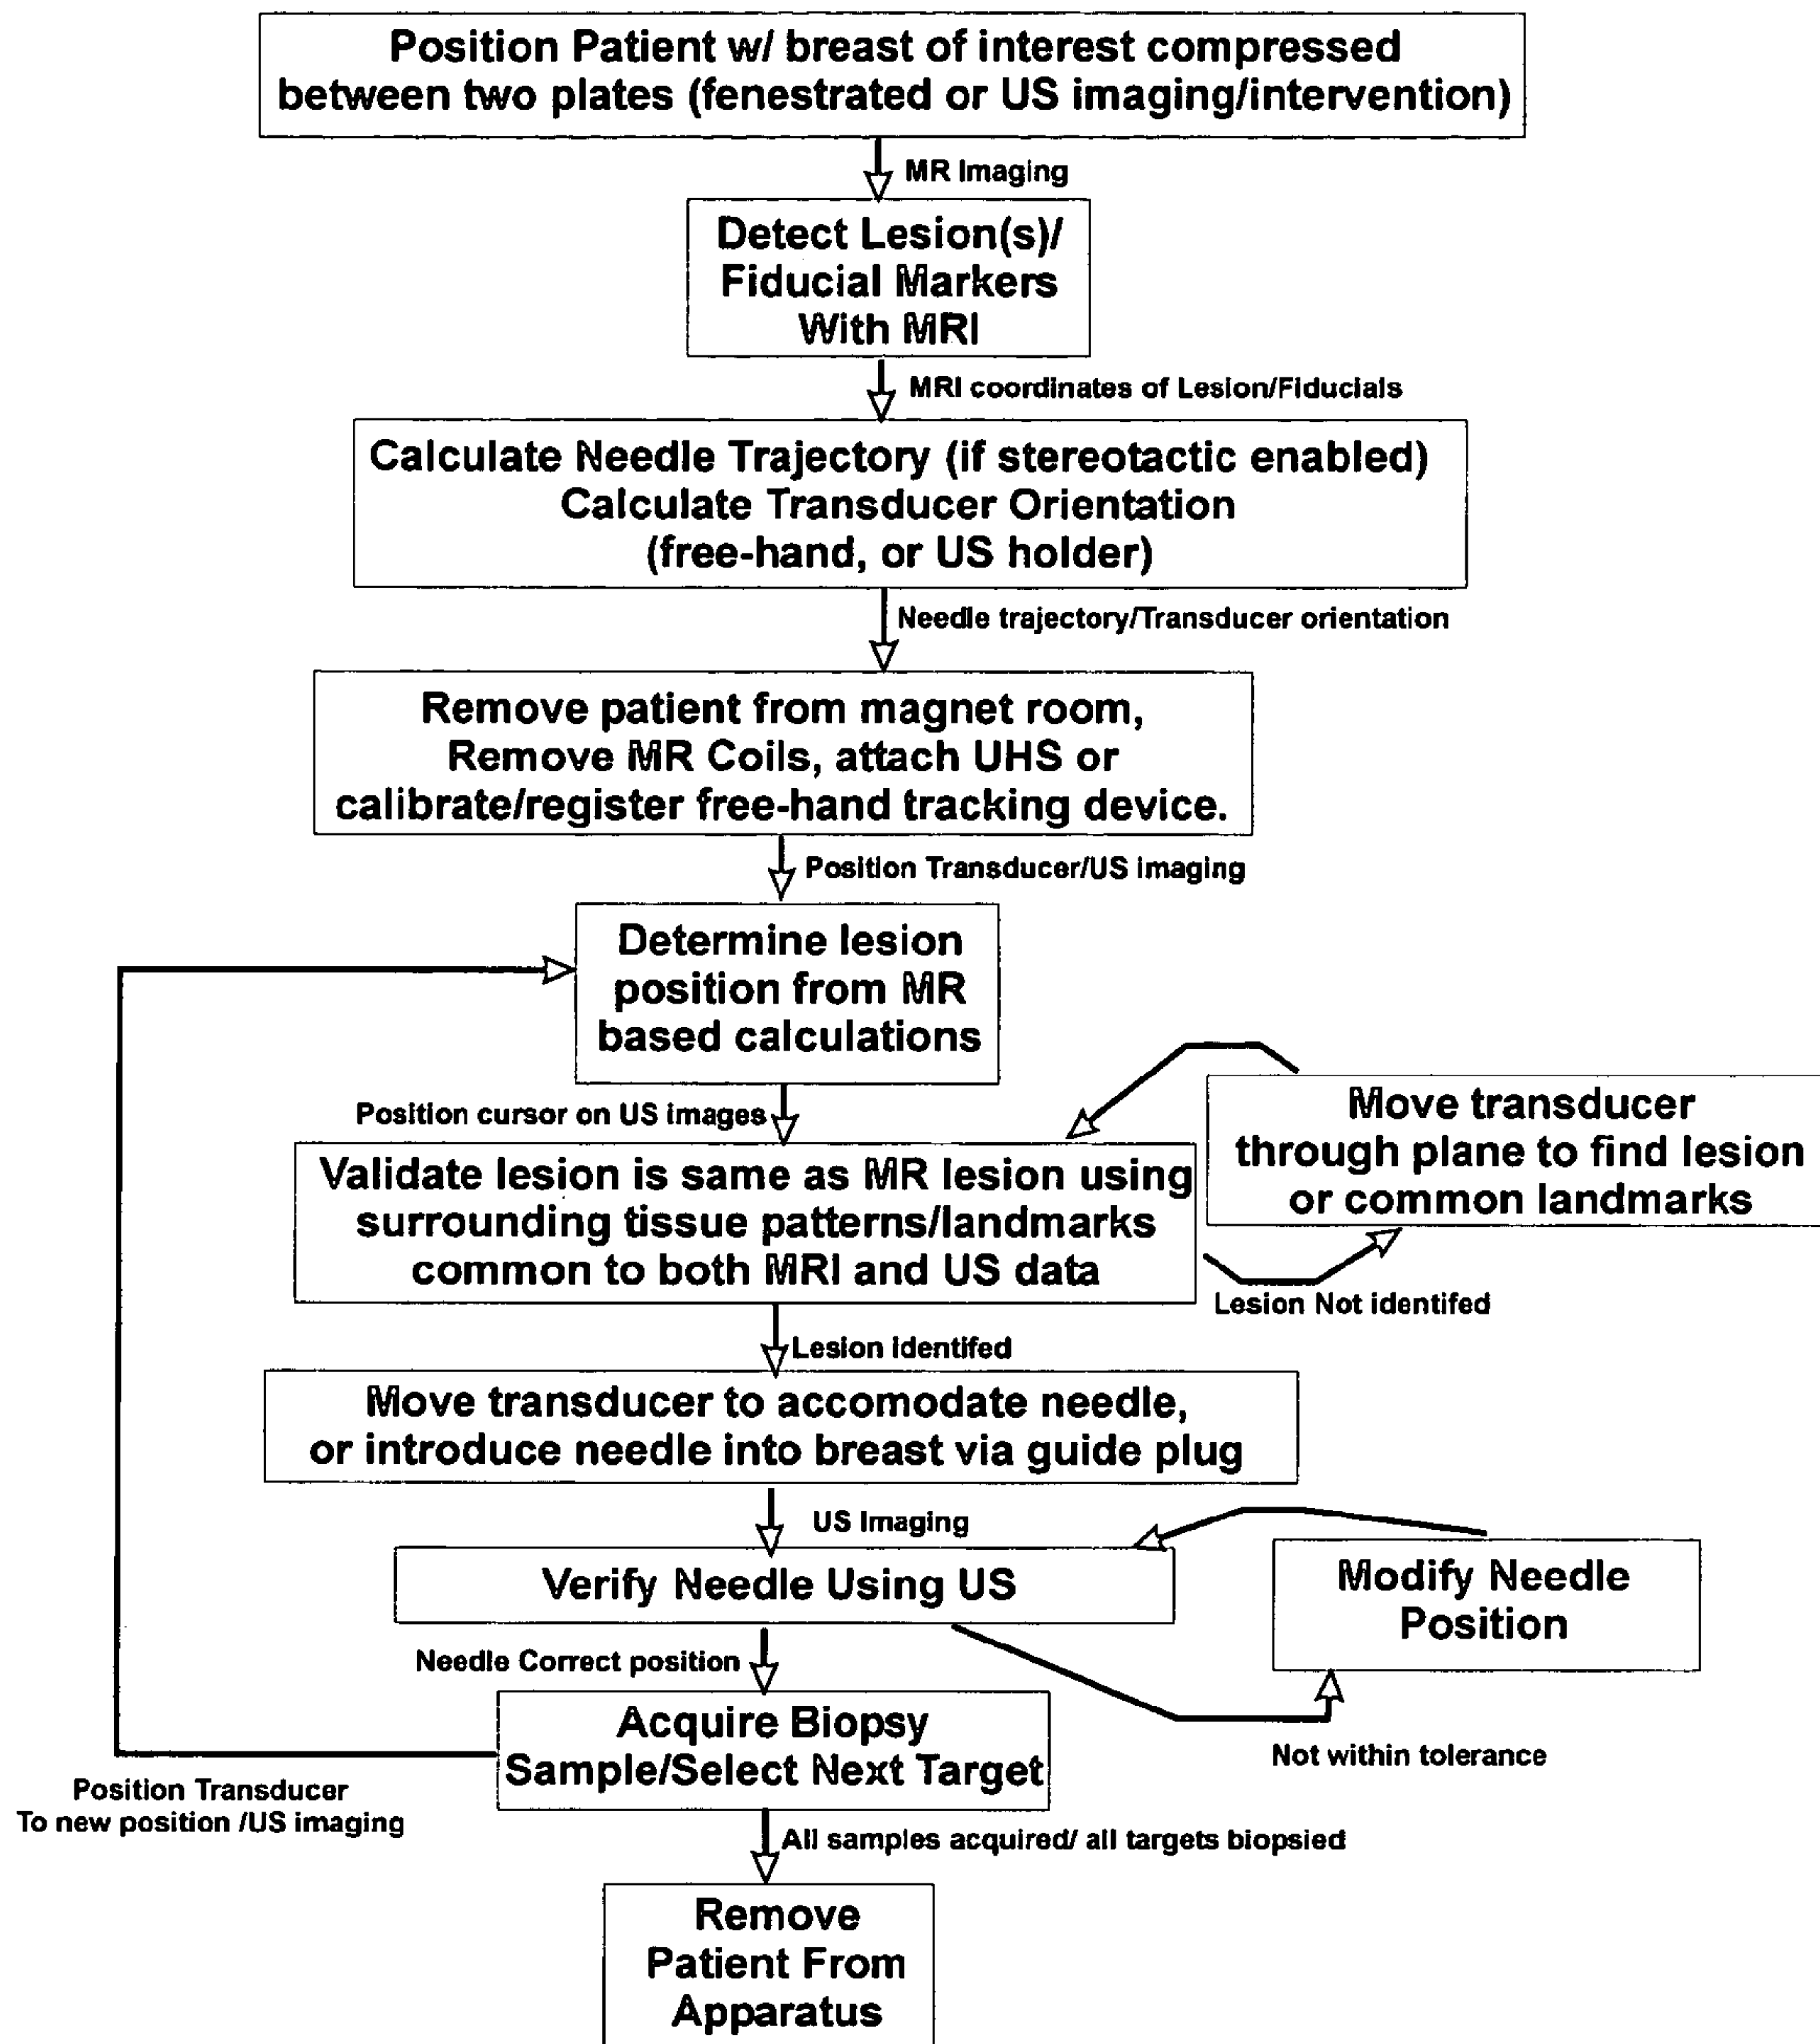 Position Patient w/ breast of interest compressed
between two plates (fenestrated or US imaging/intervention)
MR Imaging
Detect Lesion(s)/
Fiducial Markers
With MRI
MRI coordinates of Lesion/Fiducials
Calculate Needle Trajectory (if stereotactic enabled)
Calculate Transducer Orientation
(free-hand, or US holder)
Needle trajectory/Transducer orientation
Remove patient from magnet room,
Remove MR Coils, attach UHS or
calibrate/register free-hand tracking device.
Position Transducer/US imaging
Determine lesion
position from MR
based calculations
Position cursor on US images
Move transducer
through plane to find lesion
or common landmarks
Validate lesion is same as MR lesion using
surrounding tissue patterns/landmarks
common to both MRI and US data
Lesion Not identifed
Lesion identifed
Move transducer to accomodate needle,
or introduce needle into breast via guide plug
US Imaging
Verify Needle Using US
Modify Needle
Position
Needle Correct position
Not within tolerance
Acquire Biopsy
Sample/Select Next Target
Position Transducer
To new position /US imaging
All samples acquired/ all targets biopsied
Remove
Patient From
Apparatus